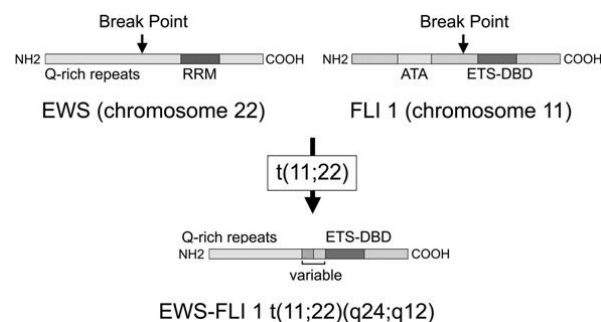 Break Point Break Point
NH2 COOH NH2 COOH
Q-rich repeats RRM ATA ETS-DBD
EWS (chromosome 22) FLI 1 (chromosome 11)
t(11;22)
Q-rich repeats ETS-DBD
NH2 COOH
variable
EWS-FLI 1 t(11;22)(q24;q12)